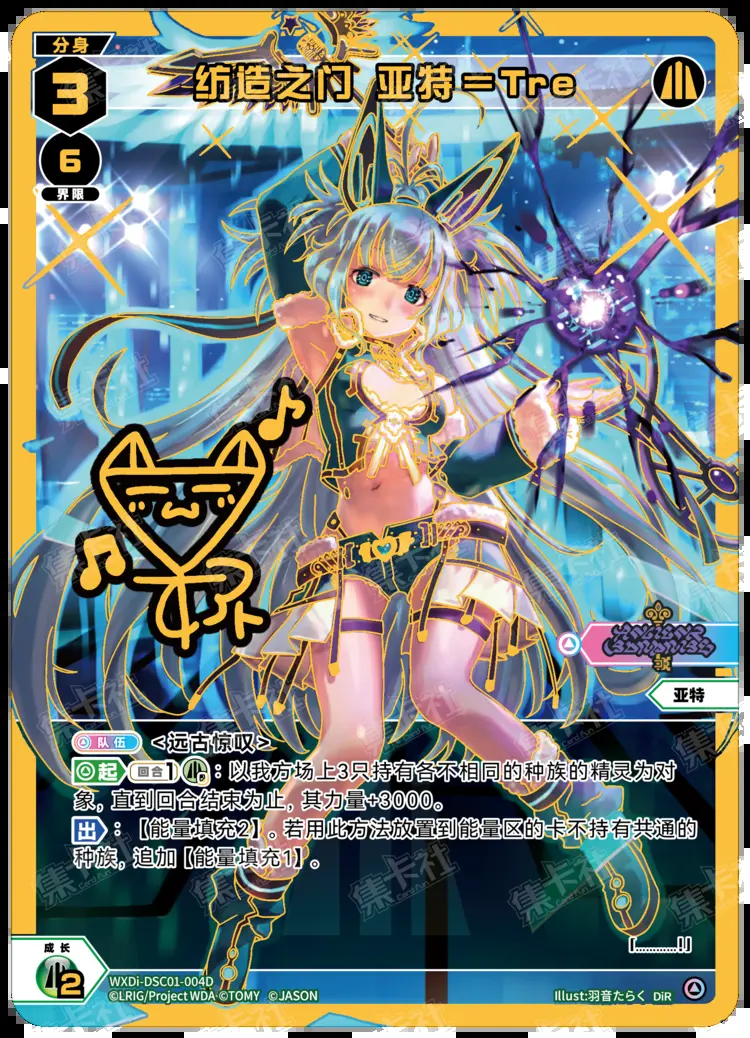 分身
纺造之门 亚特＝Tre
3
6
界限
アト
亚特
队伍 <远古惊叹>
起 回合1 : 以我方场上3只持有各不相同的种族的精灵为对
象, 直到回合结束为止, 其力量+3000。
出 : 【能量填充2】。若用此方法放置到能量区的卡不持有共通的
种族, 追加【能量填充1】。
「…………!」
成长
2
WXDi-DSC01-004D
©LRIG/Project WDA ©TOMY ©JASON
Illust:羽音たらく DiR
集卡社